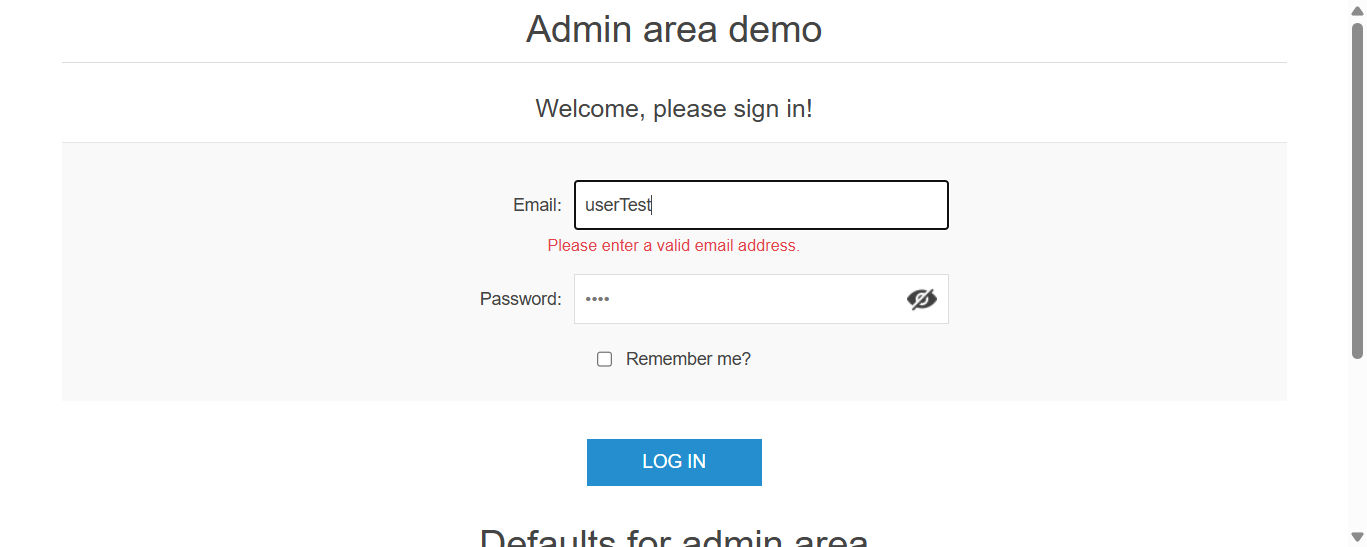 Admin area demo
Welcome, please sign in!
Email: userTest
Please enter a valid email address.
Password: ••••
Remember me?
LOG IN
Defaults for admin area